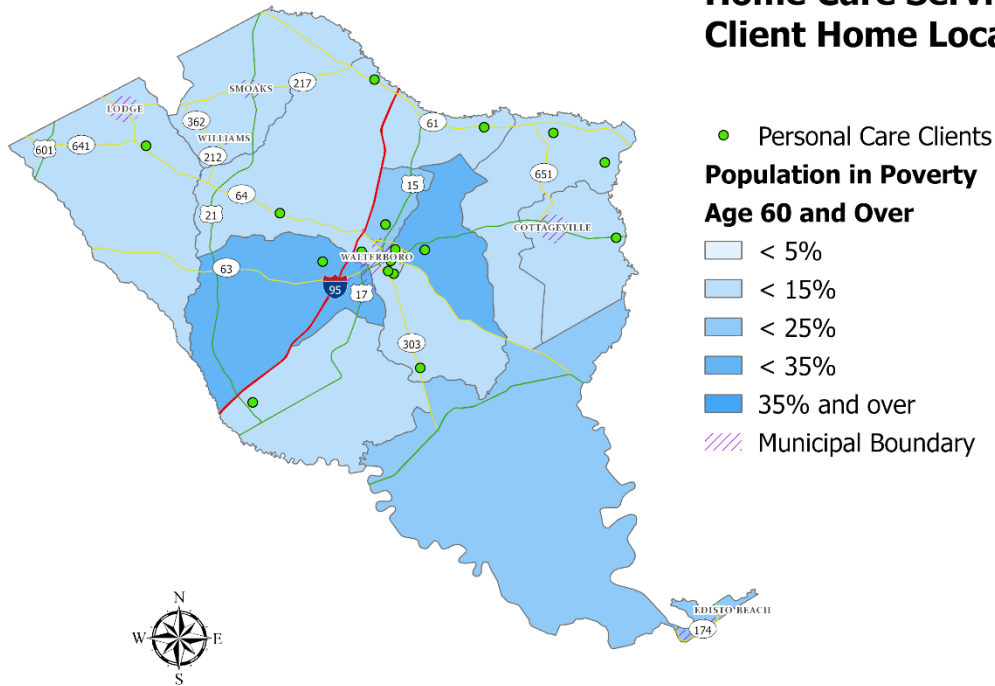 Home Care Servi
Client Home Loca
Personal Care Clients
Population in Poverty
Age 60 and Over
< 5%
< 15%
< 25%
< 35%
35% and over
Municipal Boundary
SMOAKS
217
LODGE
362
61
WILLIAMS
601
641
212
651
15
64
21
COTTAGEVILLE
WALTERBORO
63
95
17
303
N
W
E
S
EDISTO BEACH
174